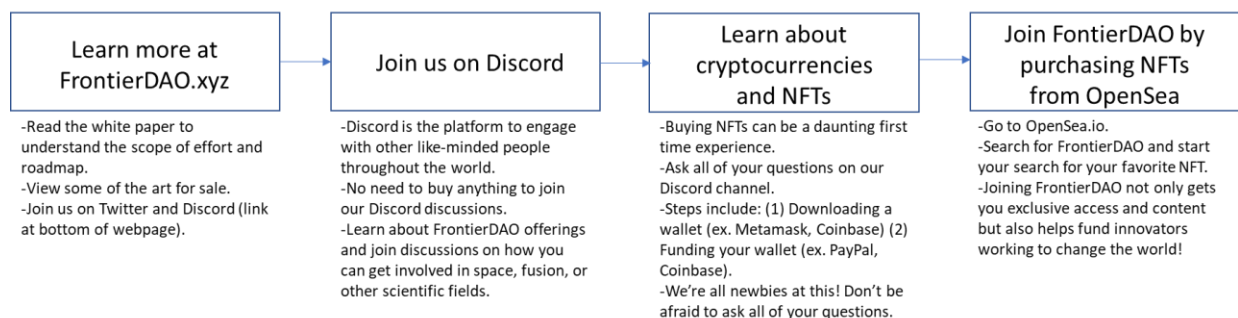 Learn more at
FrontierDAO.xyz
-Read the white paper to
understand the scope of effort and
roadmap.
-View some of the art for sale.
-Join us on Twitter and Discord (link
at bottom of webpage).
Join us on Discord
-Discord is the platform to engage
with other like-minded people
throughout the world.
-No need to buy anything to join
our Discord discussions.
-Learn about FrontierDAO offerings
and join discussions on how you
can get involved in space, fusion, or
other scientific fields.
Learn about
cryptocurrencies
and NFTs
-Buying NFTs can be a daunting first
time experience.
-Ask all of your questions on our
Discord channel.
-Steps include: (1) Downloading a
wallet (ex. Metamask, Coinbase) (2)
Funding your wallet (ex. PayPal,
Coinbase).
-We’re all newbies at this! Don’t be
afraid to ask all of your questions.
Join FontierDAO by
purchasing NFTs
from OpenSea
-Go to OpenSea.io.
-Search for FrontierDAO and start
your search for your favorite NFT.
-Joining FrontierDAO not only gets
you exclusive access and content
but also helps fund innovators
working to change the world!